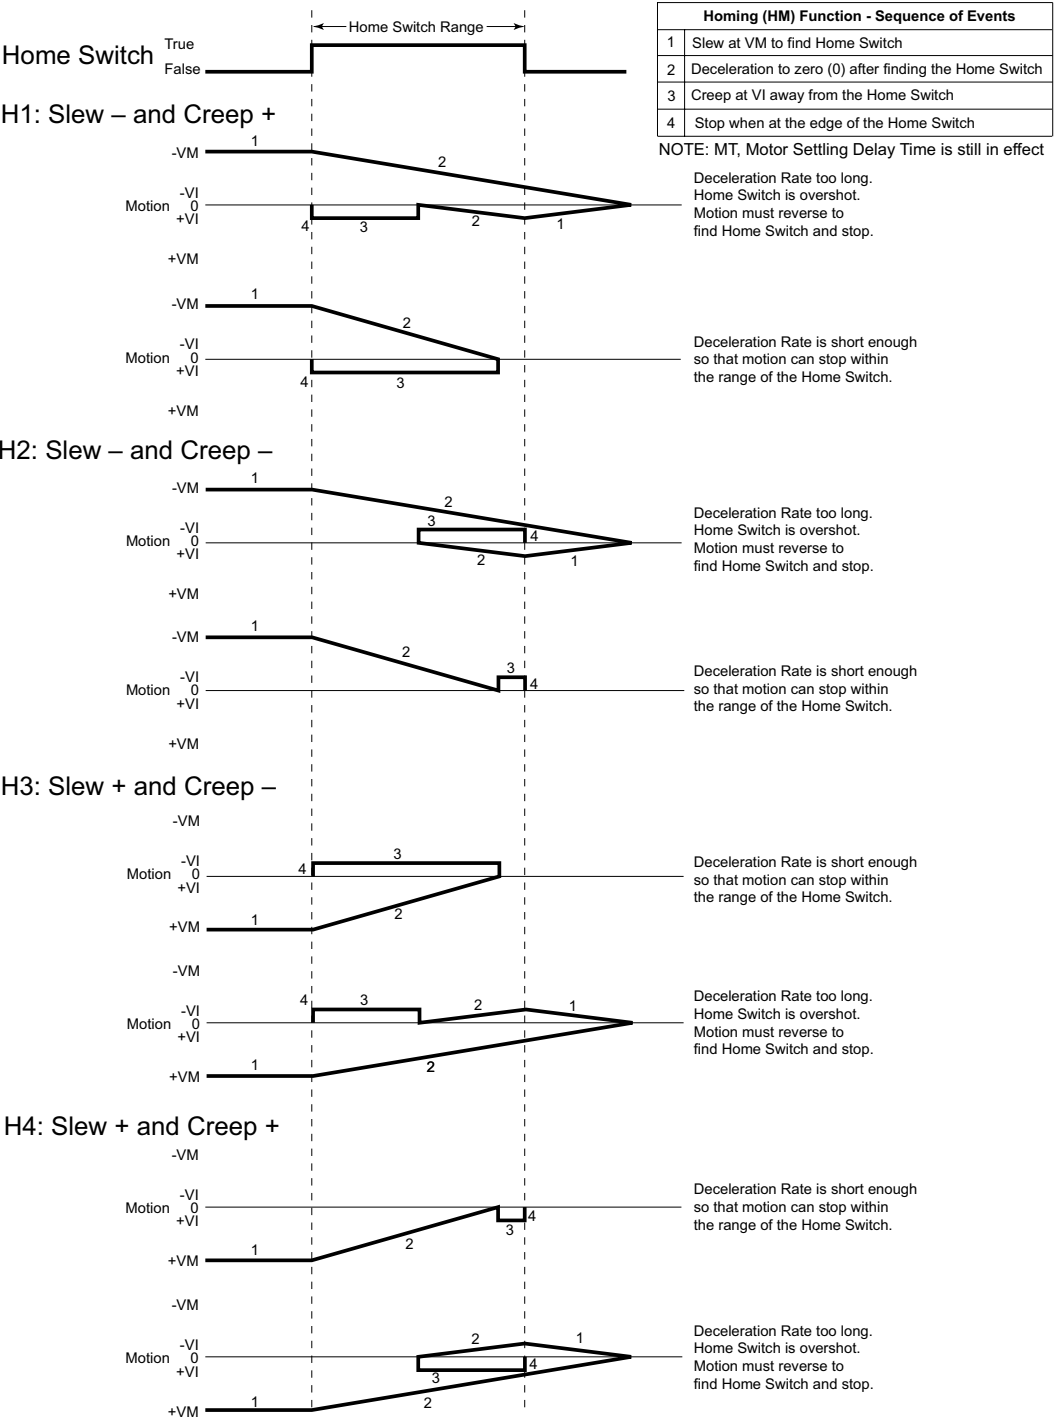 Home Switch Range
Home Switch True
False
Homing (HM) Function - Sequence of Events
1 Slew at VM to find Home Switch
2 Deceleration to zero (0) after finding the Home Switch
3 Creep at VI away from the Home Switch
4 Stop when at the edge of the Home Switch
NOTE: MT, Motor Settling Delay Time is still in effect
H1: Slew – and Creep +
-VM 1 2
-VI
Motion 0
+VI
4 3 2 1
+VM
Deceleration Rate too long.
Home Switch is overshot.
Motion must reverse to
find Home Switch and stop.
-VM 1 2
-VI
Motion 0
+VI
4 3
+VM
Deceleration Rate is short enough
so that motion can stop within
the range of the Home Switch.
H2: Slew – and Creep –
-VM 1 2
-VI 3
Motion 0 4
+VI 2 1
+VM
Deceleration Rate too long.
Home Switch is overshot.
Motion must reverse to
find Home Switch and stop.
-VM 1 2
-VI 3
Motion 0 4
+VI
+VM
Deceleration Rate is short enough
so that motion can stop within
the range of the Home Switch.
H3: Slew + and Creep –
-VM
3
-VI 4
Motion 0
+VI
+VM 1 2
Deceleration Rate is short enough
so that motion can stop within
the range of the Home Switch.
-VM
4 3 2 1
-VI
Motion 0
+VI
+VM 1 2
Deceleration Rate too long.
Home Switch is overshot.
Motion must reverse to
find Home Switch and stop.
H4: Slew + and Creep +
-VM
-VI
Motion 0
+VI 4
3
+VM 1 2
Deceleration Rate is short enough
so that motion can stop within
the range of the Home Switch.
-VM
2 1
-VI
Motion 0
+VI 4
3
+VM 1 2
Deceleration Rate too long.
Home Switch is overshot.
Motion must reverse to
find Home Switch and stop.